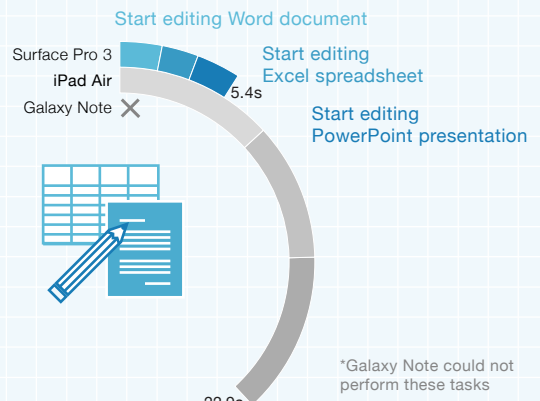 Start editing Word document
Surface Pro 3
iPad Air
Galaxy Note
Start editing
Excel spreadsheet
5.4s
Start editing
PowerPoint presentation
*Galaxy Note could not
perform these tasks